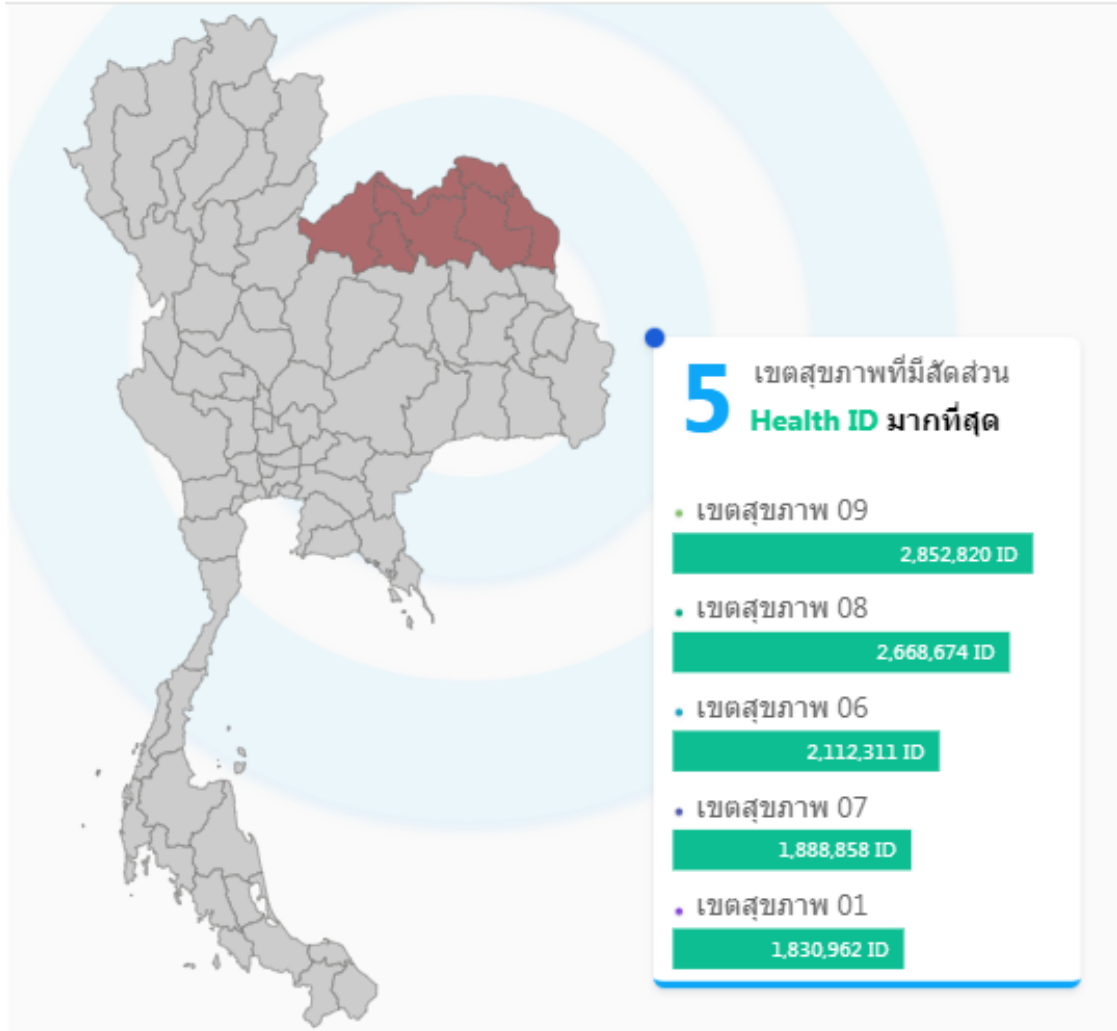 5 เขตสุขภาพที่มีสัดส่วน
Health ID มากที่สุด
เขตสุขภาพ 09
2,852,820 ID
เขตสุขภาพ 08
2,668,674 ID
เขตสุขภาพ 06
2,112,311 ID
เขตสุขภาพ 07
1,888,858 ID
เขตสุขภาพ 01
1,830,962 ID